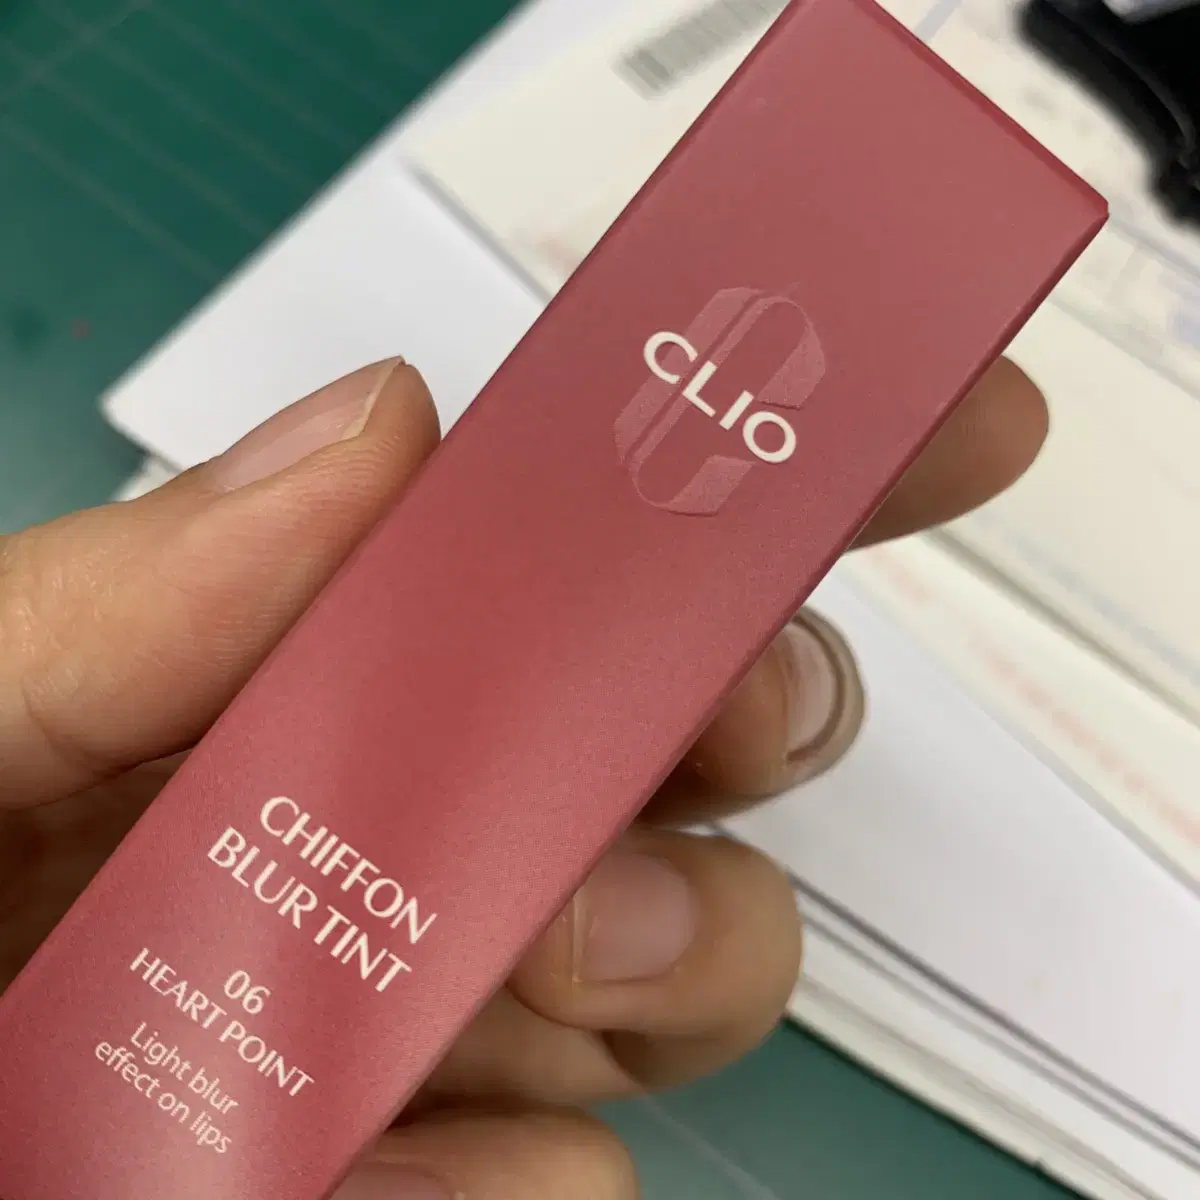 CLIO
CHIFFON
BLUR TINT
06
HEART POINT
Light blur
effect on lips